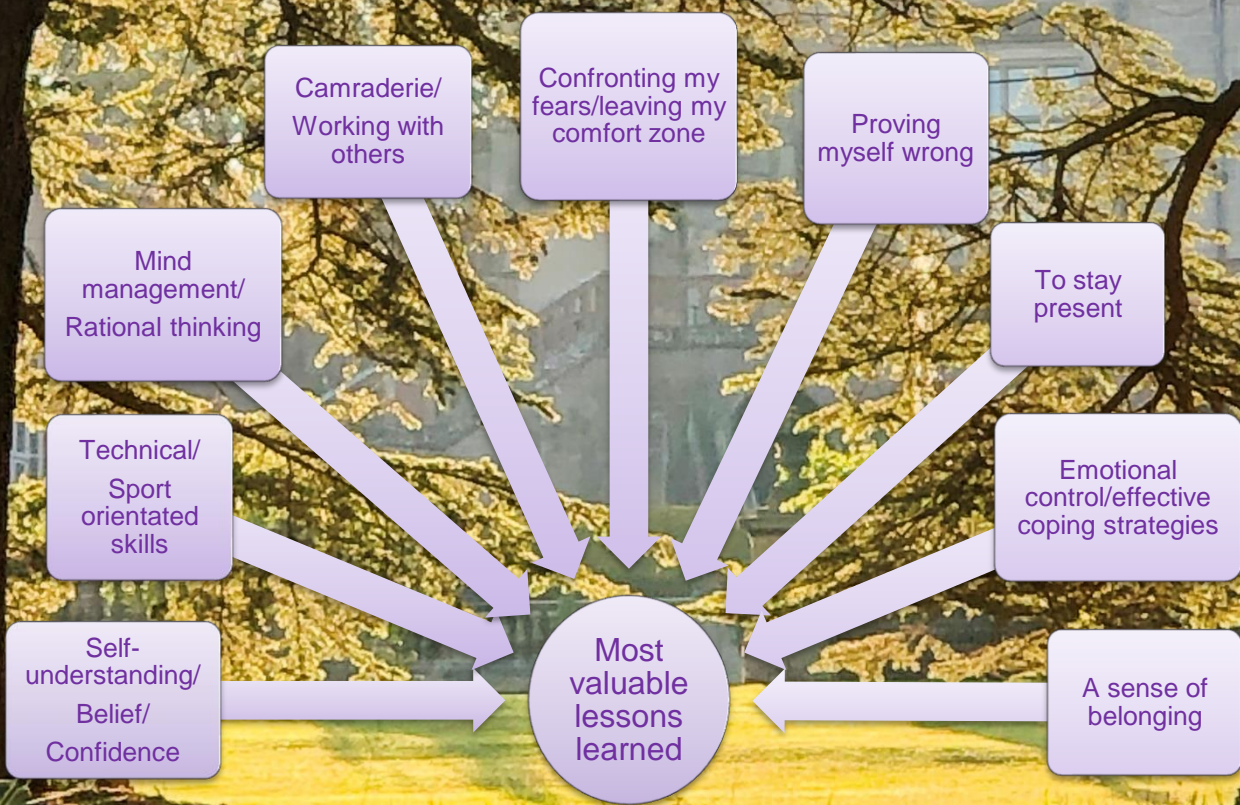 Self-
understanding/
Belief/
Confidence
Technical/
Sport
orientated
skills
Mind
management/
Rational thinking
Camraderie/
Working with
others
Confronting my
fears/leaving my
comfort zone
Proving
myself wrong
To stay
present
Emotional
control/effective
coping strategies
A sense of
belonging
Most
valuable
lessons
learned